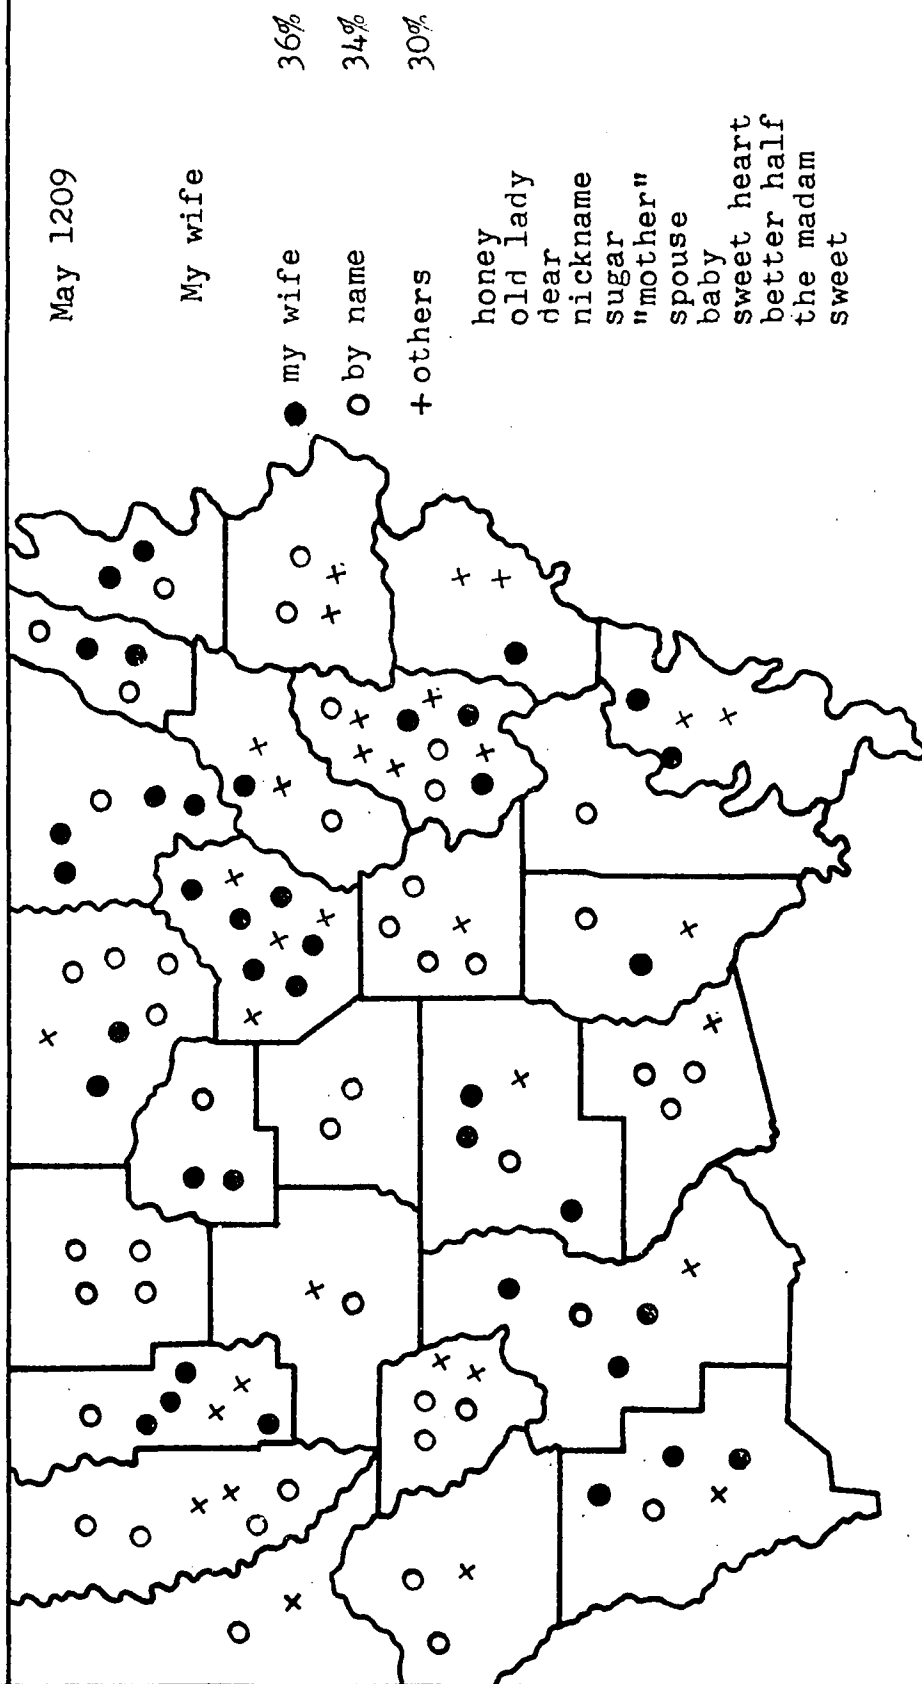 May 1209
My wife
● my wife 36%
O by name 34%
+ others 30%
honey
old lady
dear
nickname
sugar
"mother"
spouse
baby
sweet heart
better half
the madam
sweet